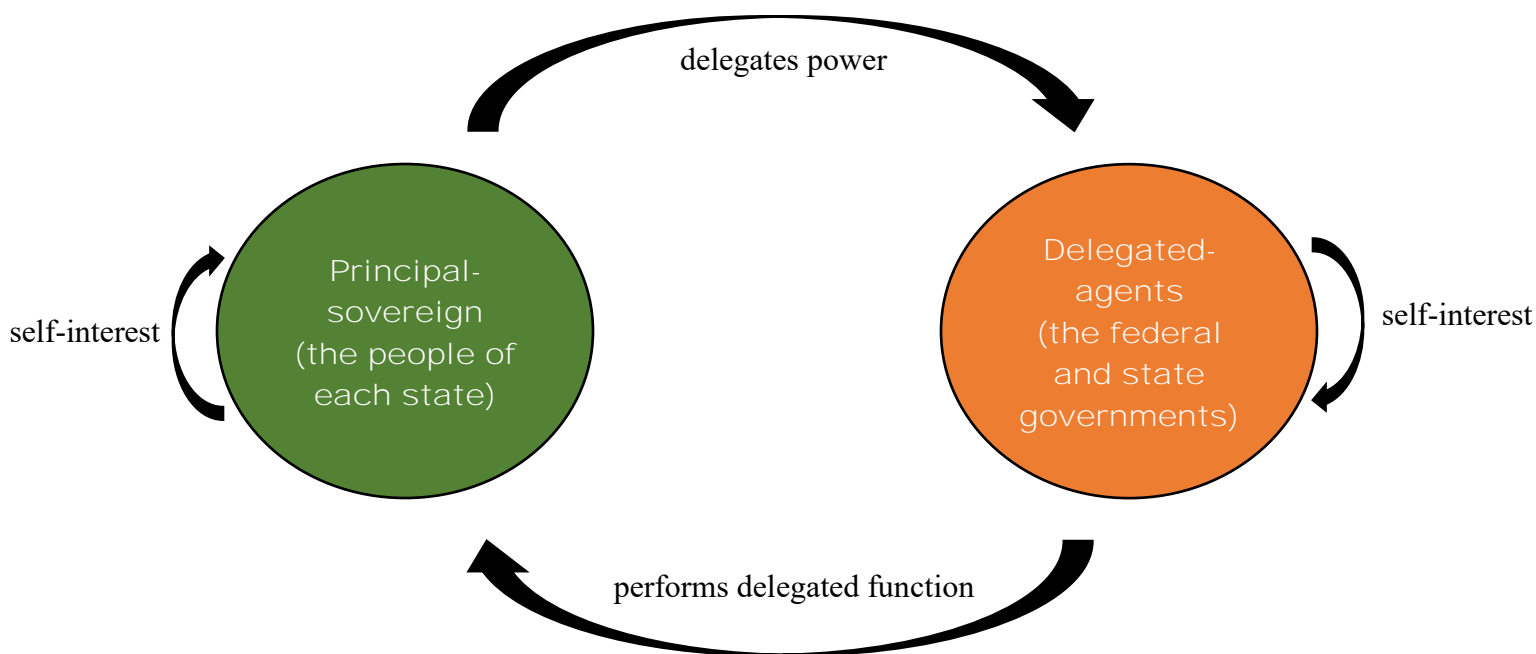 delegates power
self-interest
Principal-
sovereign
(the people of
each state)
Delegated-
agents
(the federal
and state
governments)
self-interest
performs delegated function